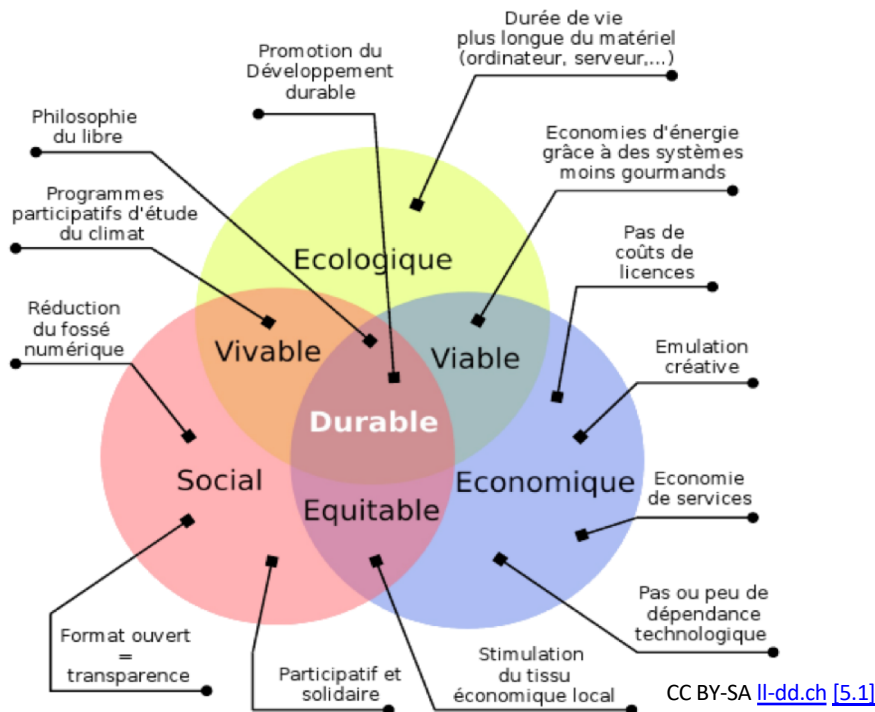 Durée de vie
plus longue du matériel
(ordinateur, serveur,...)
Promotion du
Développement
durable
Philosophie
du libre
Economies d'énergie
grâce à des systèmes
moins gourmands
Programmes
participatifs d'étude
du climat
Pas de
coûts de
licences
Ecologique
Réduction
du fossé
numérique
Vivable
Viable
Emulation
créative
Durable
Social
Economique
Economie
de services
Equitable
Pas ou peu de
dépendance
technologique
Format ouvert
=
transparence
Participatif et
solidaire
Stimulation
du tissu
économique local
CC BY-SA ll-dd.ch [5.1]